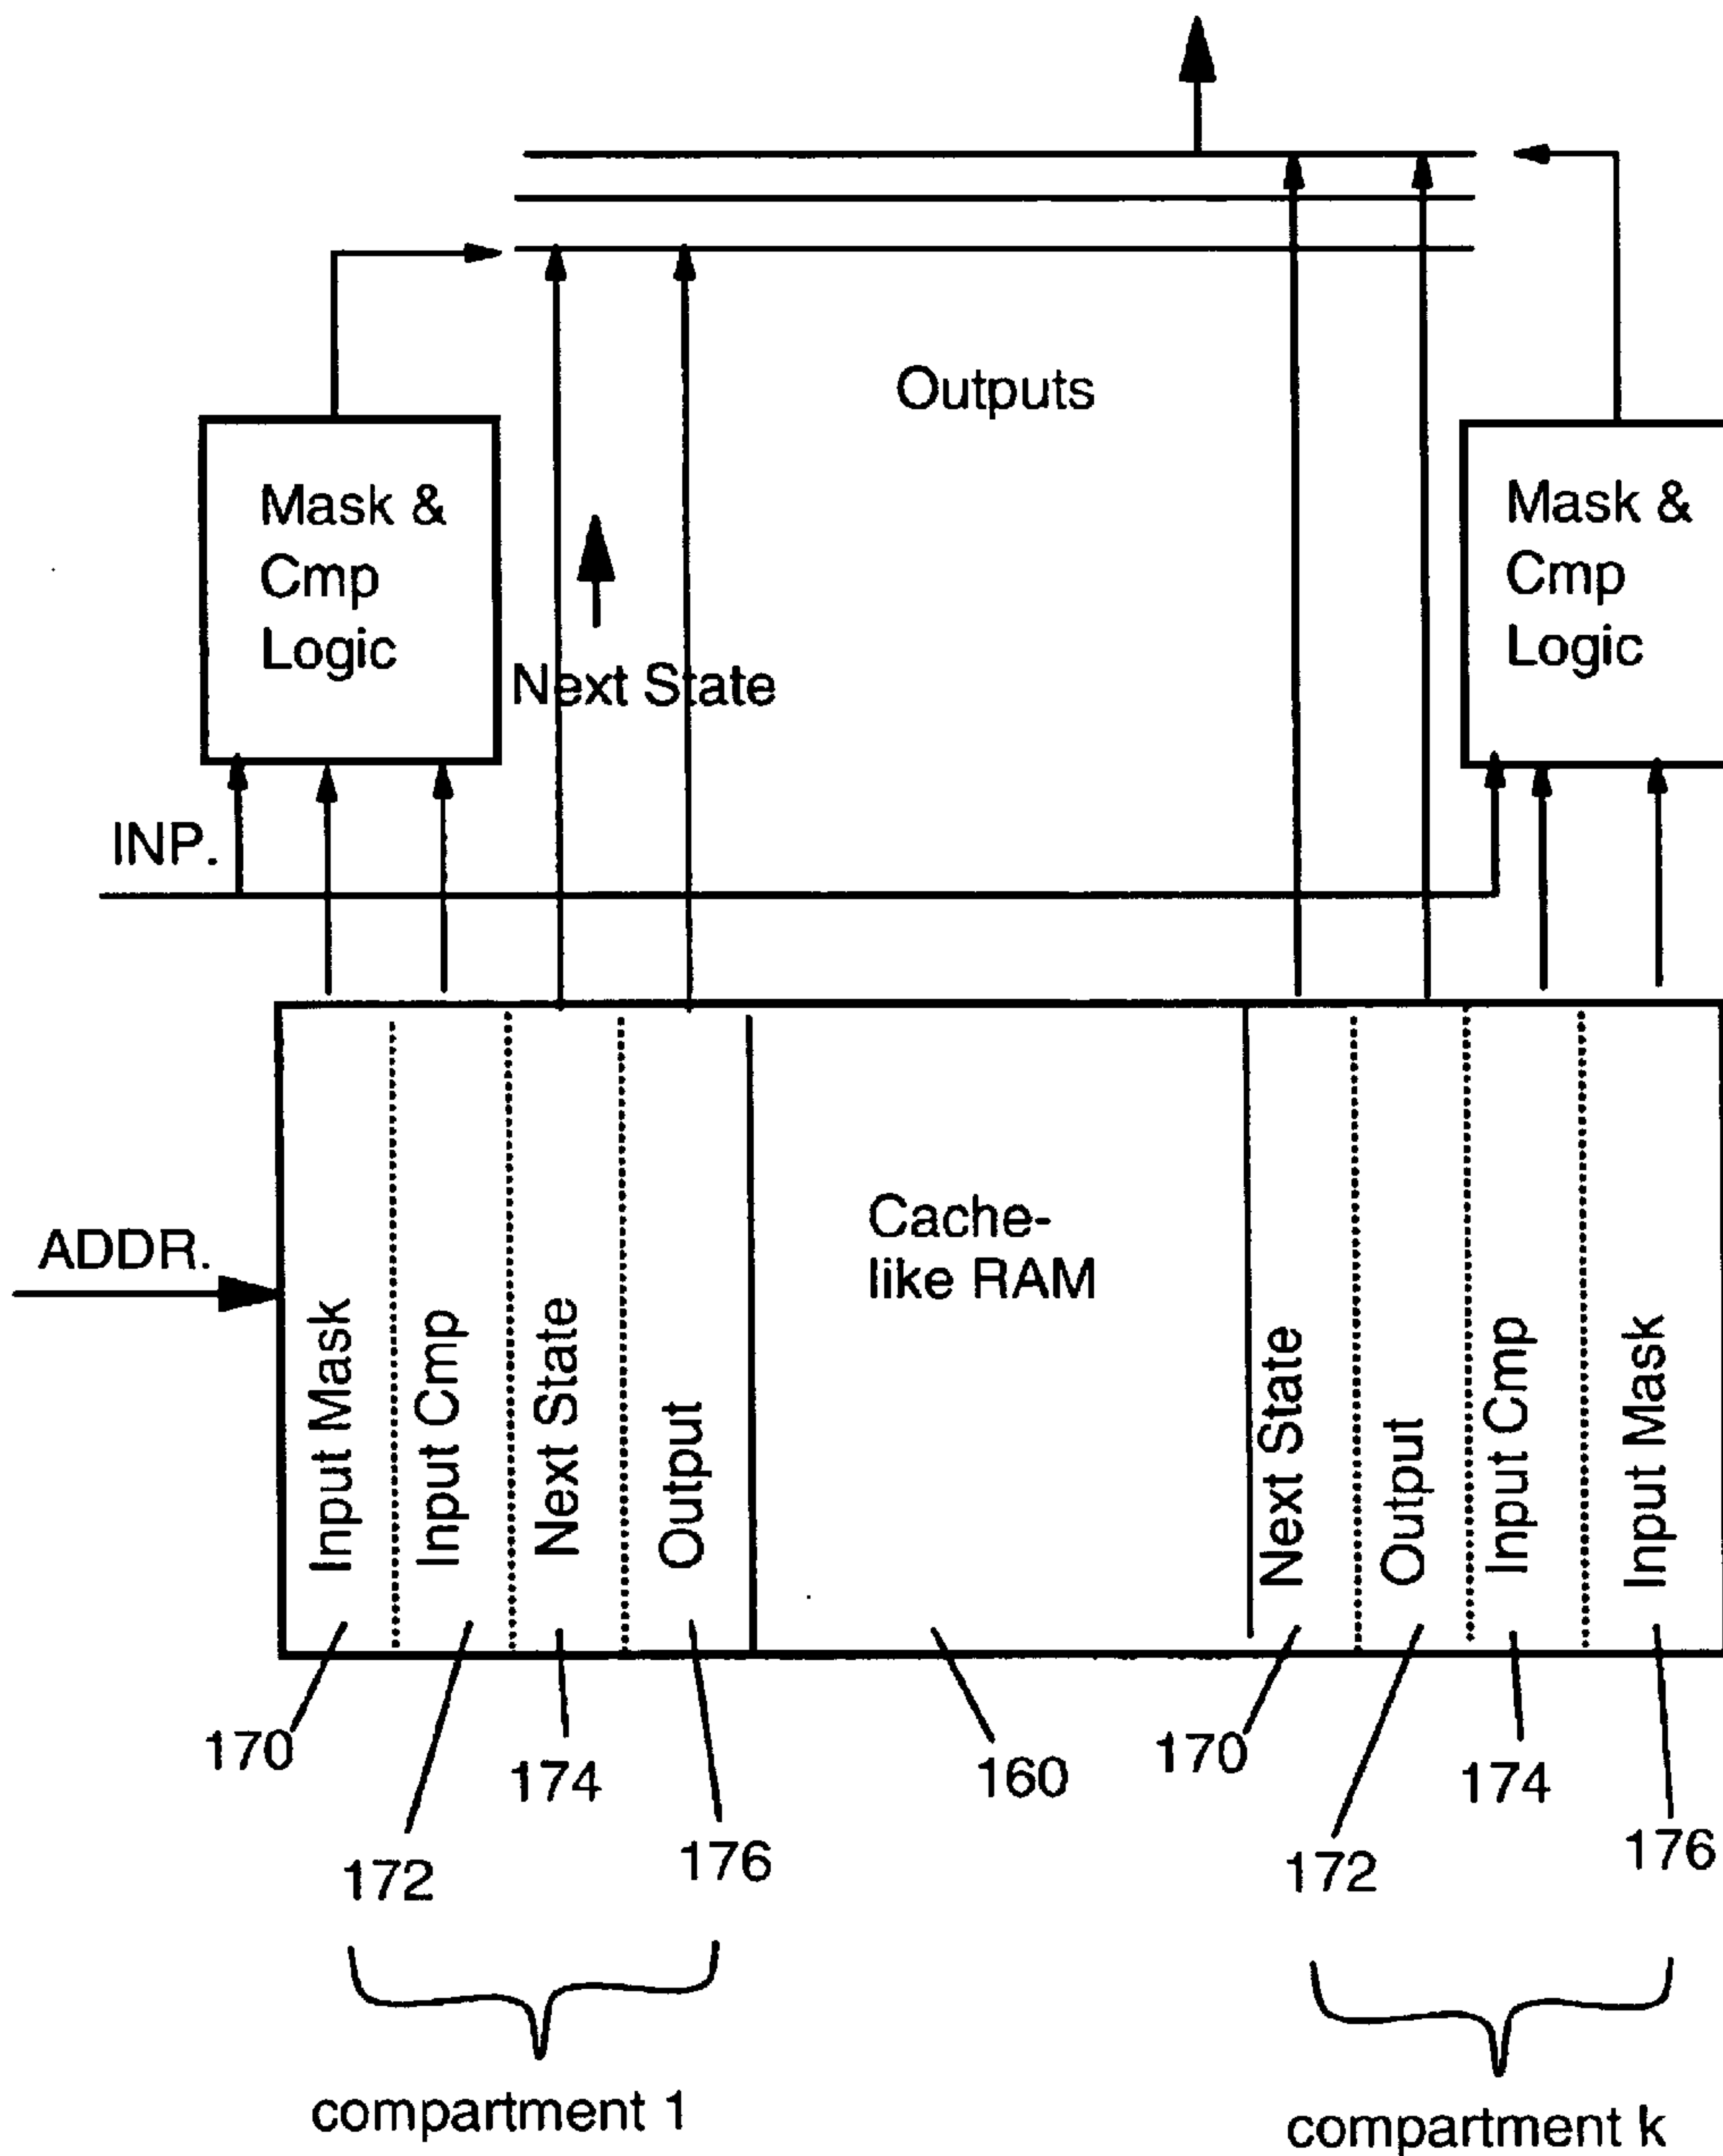 Outputs
Mask &
Cmp
Logic
Mask &
Cmp
Logic
Next State
INP.
ADDR.
Cache-
like RAM
Input Mask
Input Cmp
Next State
Output
Next State
Output
Input Cmp
Input Mask
170
172
174
176
160
170
172
174
176
compartment 1
compartment k